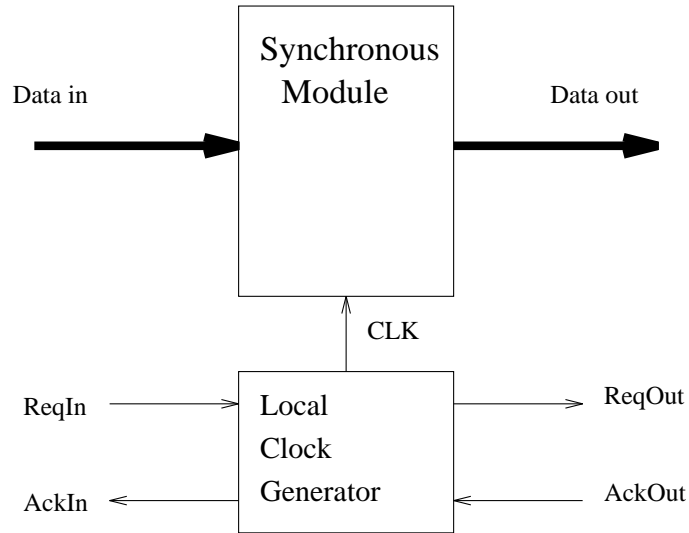 Synchronous
Module
Data in
Data out
CLK
ReqIn
Local
ReqOut
Clock
AckIn
Generator
AckOut